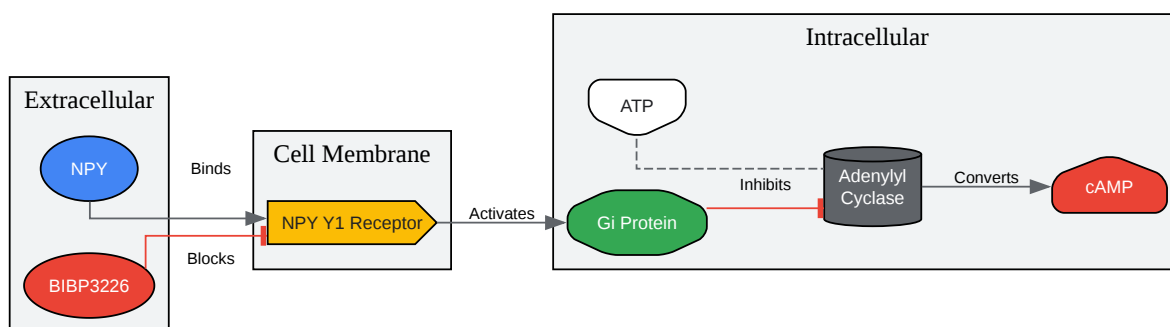 Extracellular
NPY
BIBP3226
Binds
Blocks
Cell Membrane
NPY Y1 Receptor
Activates
Intracellular
ATP
Gi Protein
Inhibits
Adenylyl
Cyclase
Converts
cAMP